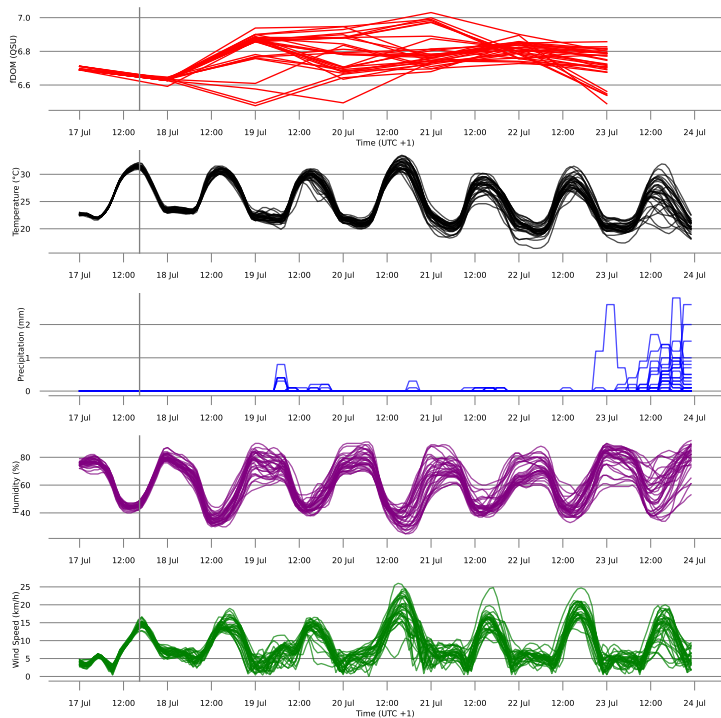 7.0
6.8
6.6
fDOM (QSU)
17 Jul 12:00 18 Jul 12:00 19 Jul 12:00 20 Jul 12:00 21 Jul 12:00 22 Jul 12:00 23 Jul 12:00 24 Jul
Time (UTC +1)
30
25
20
Temperature (°C)
17 Jul 12:00 18 Jul 12:00 19 Jul 12:00 20 Jul 12:00 21 Jul 12:00 22 Jul 12:00 23 Jul 12:00 24 Jul
2
1
0
Precipitation (mm)
17 Jul 12:00 18 Jul 12:00 19 Jul 12:00 20 Jul 12:00 21 Jul 12:00 22 Jul 12:00 23 Jul 12:00 24 Jul
80
60
40
Humidity (%)
17 Jul 12:00 18 Jul 12:00 19 Jul 12:00 20 Jul 12:00 21 Jul 12:00 22 Jul 12:00 23 Jul 12:00 24 Jul
25
20
15
10
5
0
Wind Speed (km/h)
17 Jul 12:00 18 Jul 12:00 19 Jul 12:00 20 Jul 12:00 21 Jul 12:00 22 Jul 12:00 23 Jul 12:00 24 Jul
Time (UTC +1)